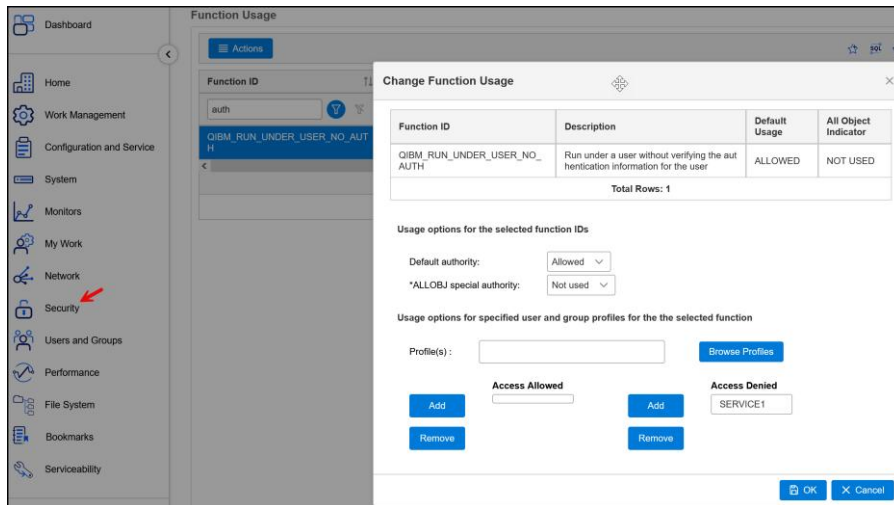 Dashboard
Home
Work Management
Configuration and Service
System
Monitors
My Work
Network
Security
Users and Groups
Performance
File System
Bookmarks
Serviceability
Function Usage
Actions
SQL
Function ID
auth
QIBM_RUN_UNDER_USER_NO_AUT
H
Change Function Usage
Function ID Description Default Usage All Object Indicator
QIBM_RUN_UNDER_USER_NO_
AUTH
Run under a user without verifying the aut
hentication information for the user
ALLOWED NOT USED
Total Rows: 1
Usage options for the selected function IDs
Default authority: Allowed
*ALLOBJ special authority: Not used
Usage options for specified user and group profiles for the the selected function
Profile(s) : Browse Profiles
Access Allowed Access Denied
Add Add SERVICE1
Remove Remove
OK Cancel